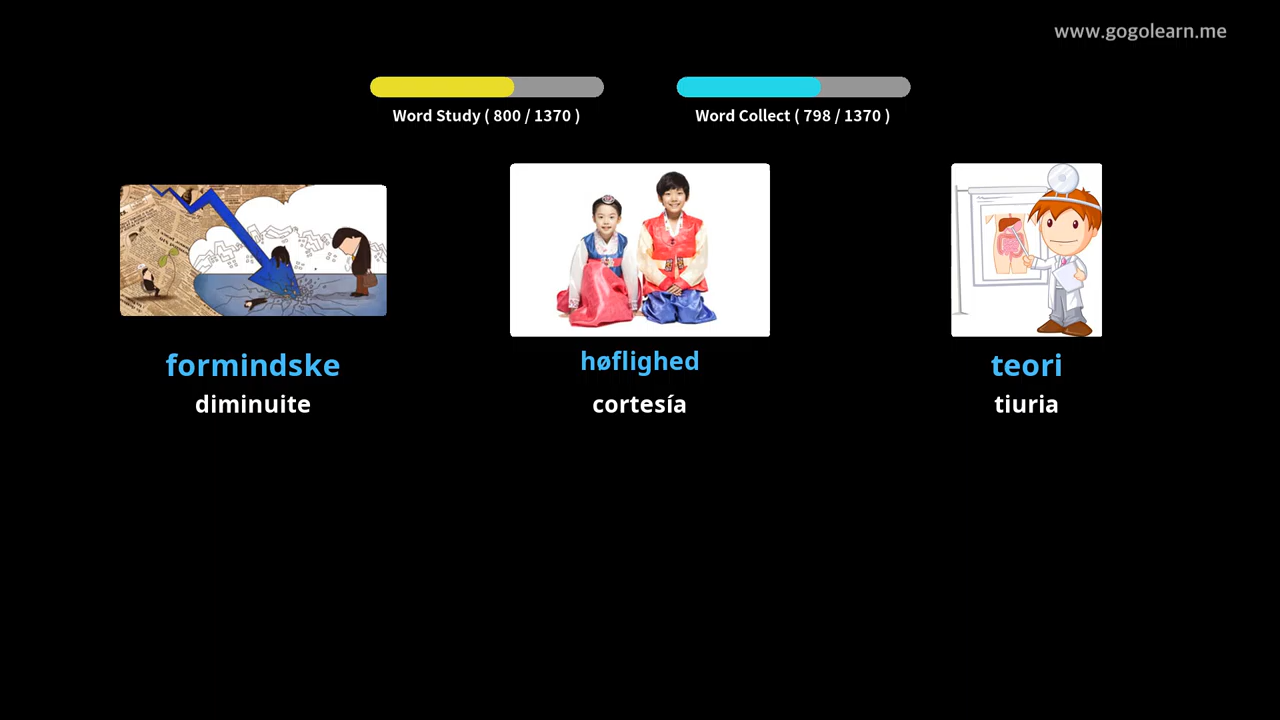 www.gogolearn.me
Word Study ( 800 / 1370 )
Word Collect ( 798 / 1370 )
formindske
høflighed
teori
diminuite
cortesía
tiuria